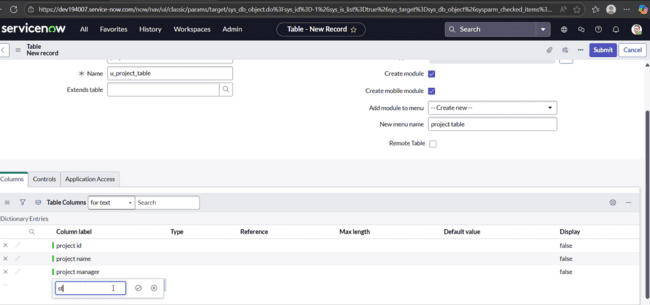 https://dev194007.service-now.com/now/nav/ui/classic/params/target/sys_db_object.do%3Fsys_id%3D-1%26sys_is_list%3Dtrue%26sys_target%3Dsys_db_object%26sysparm_checked_items%3...
servicenow All Favorites History Workspaces Admin Table - New Record Search
Table
New record
Submit Cancel
Name u_project_table
Extends table
Create module
Create mobile module
Add module to menu -- Create new --
New menu name project table
Remote Table
Columns Controls Application Access
Table Columns for text Search
Dictionary Entries
Column label Type Reference Max length Default value Display
project id false
project name false
project manager false